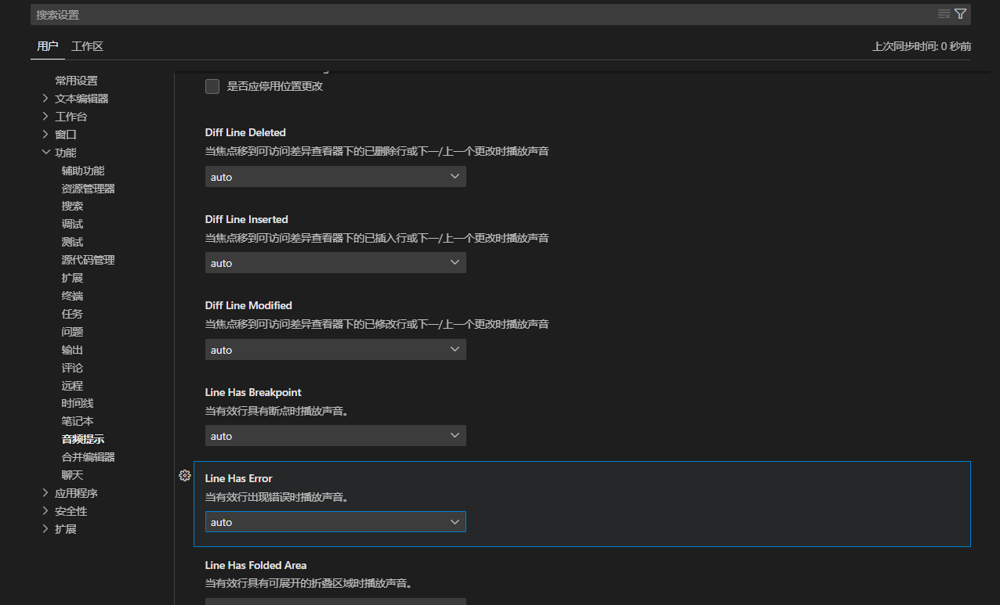 搜索设置
用户
工作区
上次同步时间: 0 秒前
常用设置
文本编辑器
工作台
窗口
功能
辅助功能
资源管理器
搜索
调试
测试
源代码管理
扩展
终端
任务
问题
输出
评论
远程
时间线
笔记本
音频提示
合并编辑器
聊天
应用程序
安全性
扩展
是否应停用位置更改
Diff Line Deleted
当焦点移到可访问差异查看器下的已删除行或下一/上一个更改时播放声音
auto
Diff Line Inserted
当焦点移到可访问差异查看器下的已插入行或下一/上一个更改时播放声音
auto
Diff Line Modified
当焦点移到可访问差异查看器下的已修改行或下一/上一个更改时播放声音
auto
Line Has Breakpoint
当有效行具有断点时播放声音。
auto
Line Has Error
当有效行出现错误时播放声音。
auto
Line Has Folded Area
当有效行具有可展开的折叠区域时播放声音。